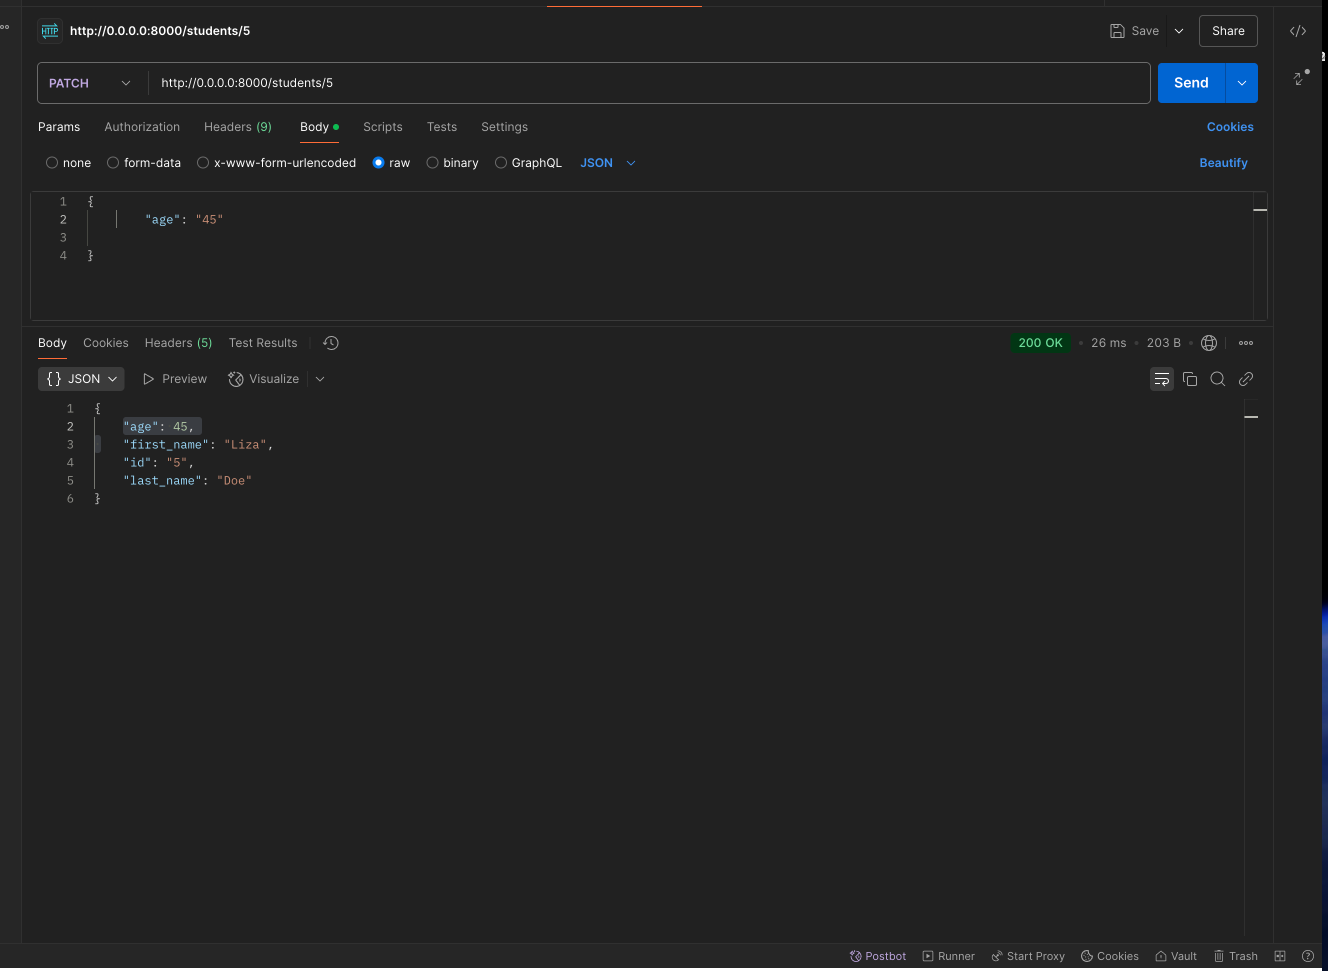 HTTP http://0.0.0.0:8000/students/5 Save Share </>
PATCH http://0.0.0.0:8000/students/5 Send
Params Authorization Headers (9) Body Scripts Tests Settings Cookies
none form-data x-www-form-urlencoded raw binary GraphQL JSON Beautify
1 {
2 "age": "45"
3
4 }
Body Cookies Headers (5) Test Results 200 OK • 26 ms • 203 B •
{} JSON Preview Visualize
1 {
2 "age": 45,
3 "first_name": "Liza",
4 "id": "5",
5 "last_name": "Doe"
6 }
Postbot Runner Start Proxy Cookies Vault Trash